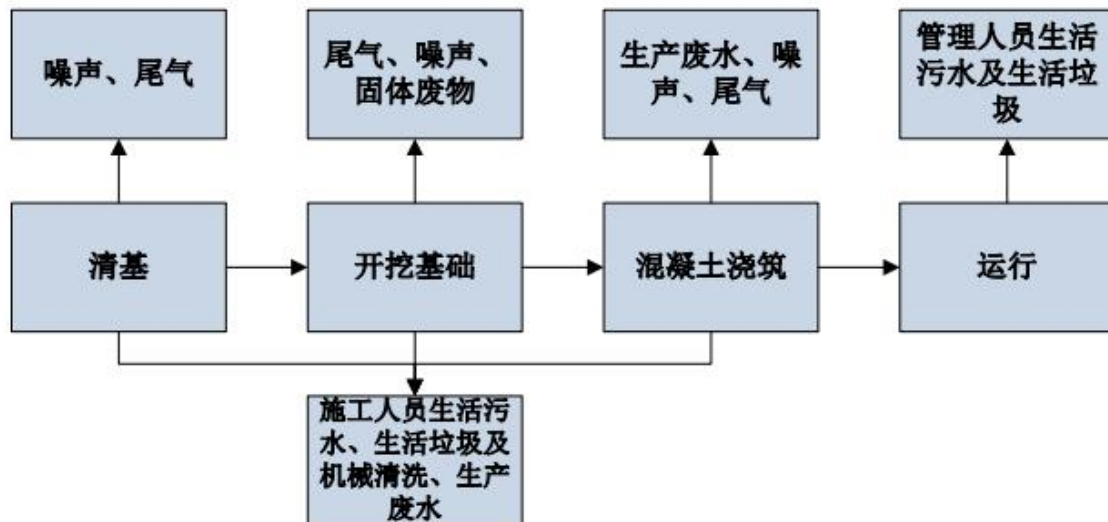 噪声、尾气
尾气、噪声、
固体废物
生产废水、噪
声、尾气
管理人员生活
污水及生活垃
圾
清基
开挖基础
混凝土浇筑
运行
施工人员生活污
水、生活垃圾及
机械清洗、生产
废水